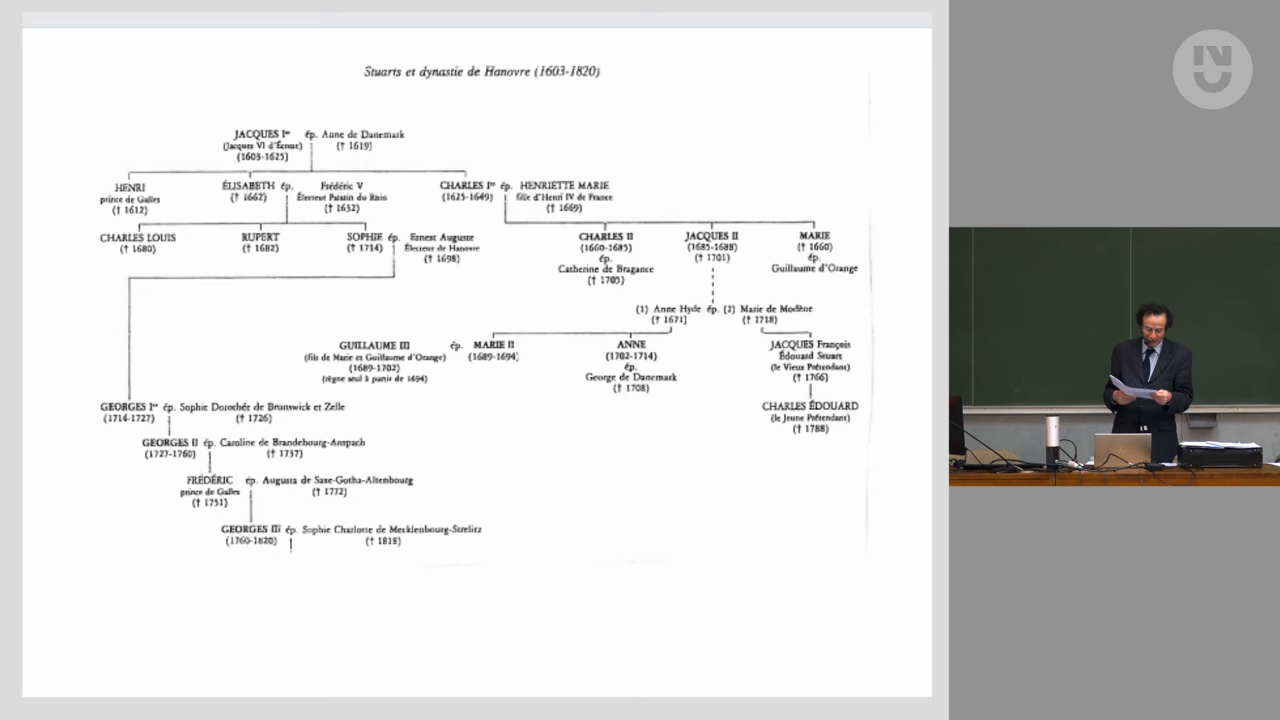 Stuarts et dynastie de Hanovre (1603-1820)
JACQUES Iᵉʳ ép. Anne de Danemark
(Jacques VI d'Écosse) († 1619)
(1603-1625)
HENRI ÉLISABETH ép. Frédéric V CHARLES Iᵉʳ ép. HENRIETTE MARIE
prince de Galles († 1662) Électeur Palatin du Rhin (1625-1649) fille d'Henri IV de France
(† 1612) († 1632) († 1669)
CHARLES LOUIS RUPERT SOPHIE ép. Ernest Auguste CHARLES II JACQUES II MARIE
(† 1680) († 1682) († 1714) Électeur de Hanovre (1660-1685) (1685-1688) († 1660)
(† 1698) ép. († 1701) ép.
Catherine de Bragance Guillaume d'Orange
(† 1705)
(1) Anne Hyde ép. (2) Marie de Modène
(† 1671) († 1718)
GUILLAUME III ép. MARIE II ANNE JACQUES François
(fils de Marie et Guillaume d'Orange) (1689-1694) (1702-1714) Édouard Stuart
(1689-1702) ép. (le Vieux Prétendant)
(règne seul à partir de 1694) George de Danemark († 1766)
(† 1708)
GEORGES Iᵉʳ ép. Sophie Dorothée de Brunswick et Zelle CHARLES ÉDOUARD
(1714-1727) († 1726) (le Jeune Prétendant)
(† 1788)
GEORGES II ép. Caroline de Brandebourg-Anspach
(1727-1760) († 1737)
FRÉDÉRIC ép. Augusta de Saxe-Gotha-Altenbourg
prince de Galles († 1772)
(† 1751)
GEORGES III ép. Sophie Charlotte de Mecklenbourg-Strelitz
(1760-1820) († 1818)